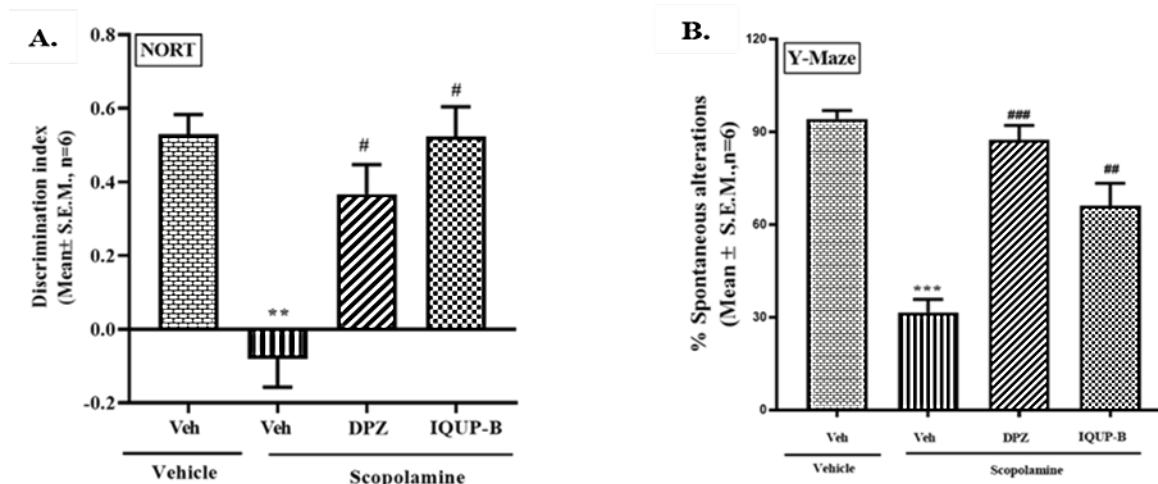 A.
NORT
Discrimination index
(Mean± S.E.M., n=6)
0.8
0.6
0.4
0.2
0.0
-0.2
**
#
#
Veh
Veh
DPZ
IQUP-B
Vehicle
Scopolamine
B.
Y-Maze
% Spontaneous alterations
(Mean ± S.E.M.,n=6)
120
90
60
30
0
***
###
##
Veh
Veh
DPZ
IQUP-B
Vehicle
Scopolamine